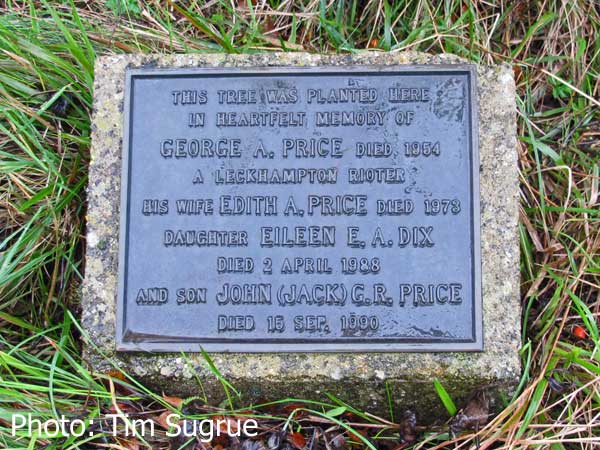 THIS TREE WAS PLANTED HERE
IN HEARTFELT MEMORY OF
GEORGE A. PRICE DIED 1954
A LECKHAMPTON RIOTER
HIS WIFE EDITH A. PRICE DIED 1973
DAUGHTER EILEEN E. A. DIX
DIED 2 APRIL 1988
AND SON JOHN (JACK) G. R. PRICE
DIED 15 SEP. 1990
Photo: Tim Sugrue